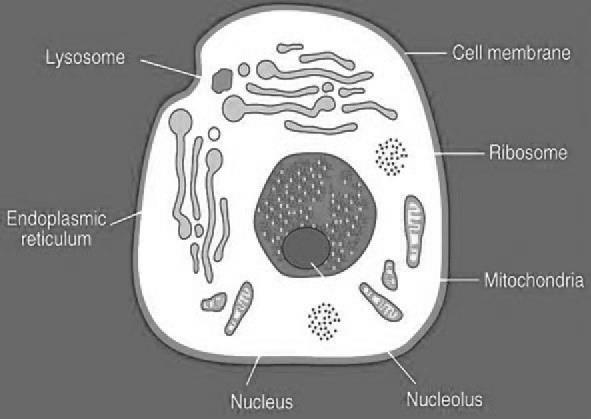 Lysosome
Cell membrane
Ribosome
Endoplasmic
reticulum
Mitochondria
Nucleus
Nucleolus